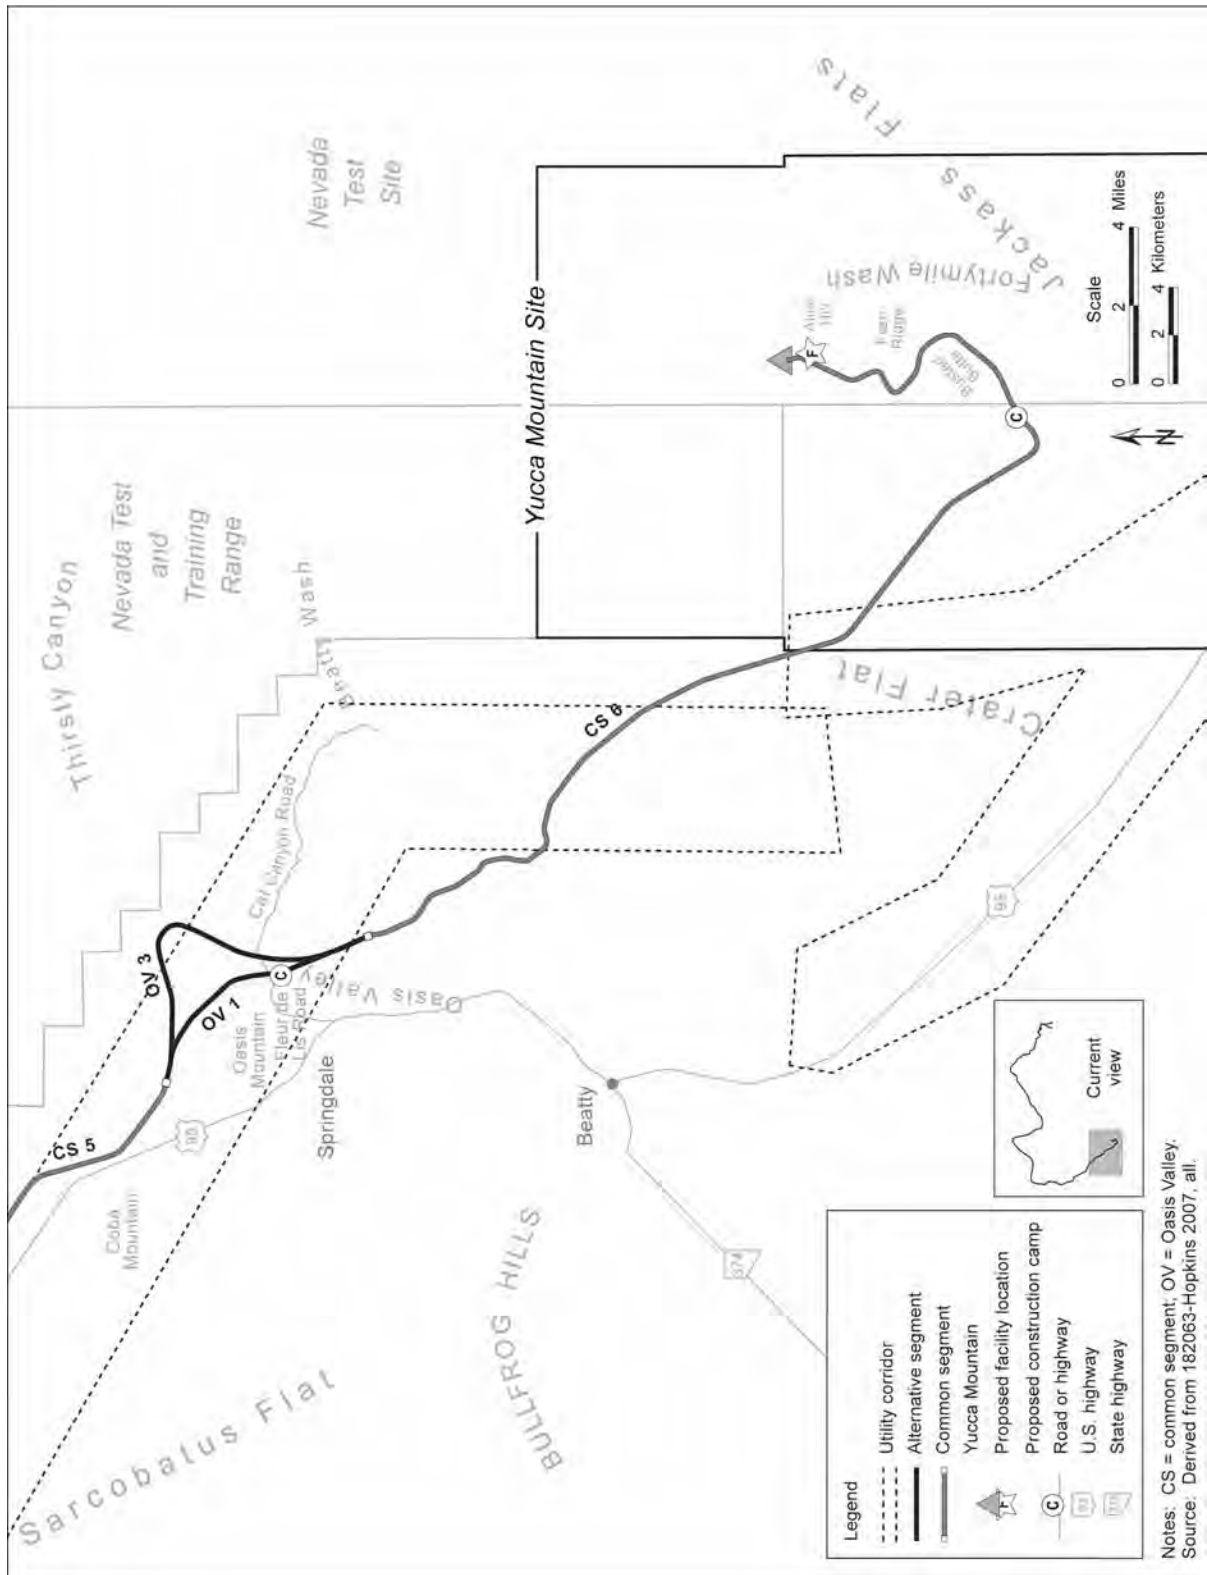 Thirsty Canyon
Nevada Test
and
Training
Range
Nevada
Test
Site
Sarcobatus Flat
CS 5
Coba
Mountain
95
OV 3
OV 1
Oasis
Mountain
Fleur de
Lis Road
C
Cat Canyon Road
Beatty Wash
Springdale
Oasis Valley
BULLFROG HILLS
Beatty
374
CS 6
Yucca Mountain Site
Crater Flat
95
F
Ridge
Busted
Butte
Fortymile Wash
Jackass Flats
C
Legend
Utility corridor
Alternative segment
Common segment
Yucca Mountain
F
Proposed facility location
C
Proposed construction camp
Road or highway
U.S. highway
State highway
Current
view
N
Scale
0 2 4 Miles
0 2 4 Kilometers
Notes: CS = common segment; OV = Oasis Valley.
Source: Derived from 182063-Hopkins 2007, all.